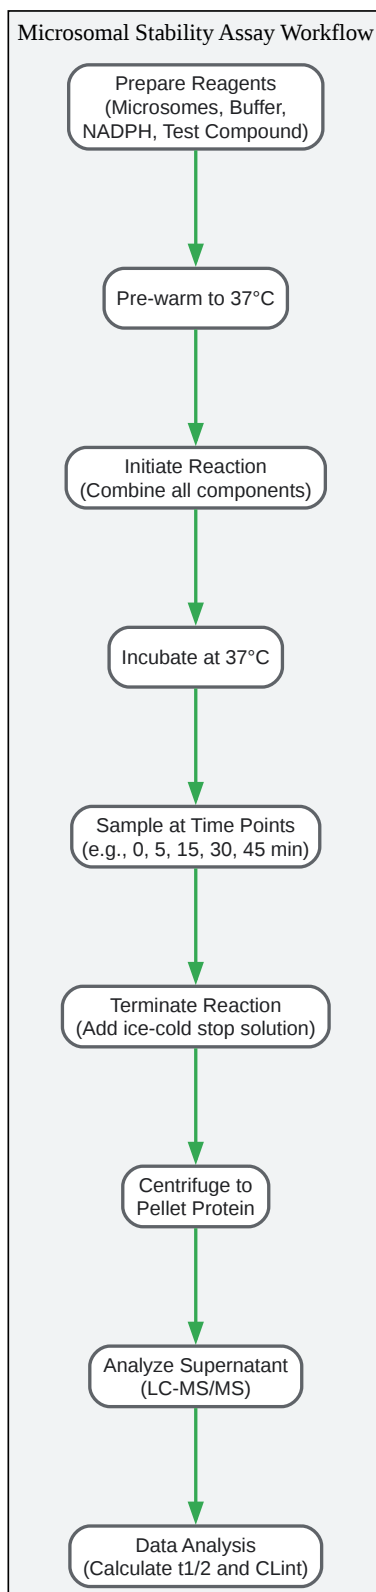 Microsomal Stability Assay Workflow
Prepare Reagents
(Microsomes, Buffer,
NADPH, Test Compound)
Pre-warm to 37°C
Initiate Reaction
(Combine all components)
Incubate at 37°C
Sample at Time Points
(e.g., 0, 5, 15, 30, 45 min)
Terminate Reaction
(Add ice-cold stop solution)
Centrifuge to
Pellet Protein
Analyze Supernatant
(LC-MS/MS)
Data Analysis
(Calculate t1/2 and CLint)